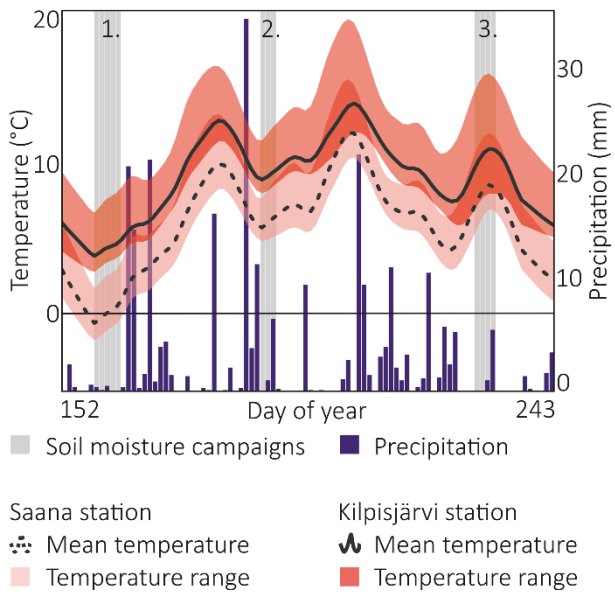 20
1.
2.
3.
30
10
20
10
0
0
Temperature (°C)
Precipitation (mm)
152
Day of year
243
Soil moisture campaigns
Precipitation
Saana station
Kilpisjärvi station
Mean temperature
Mean temperature
Temperature range
Temperature range